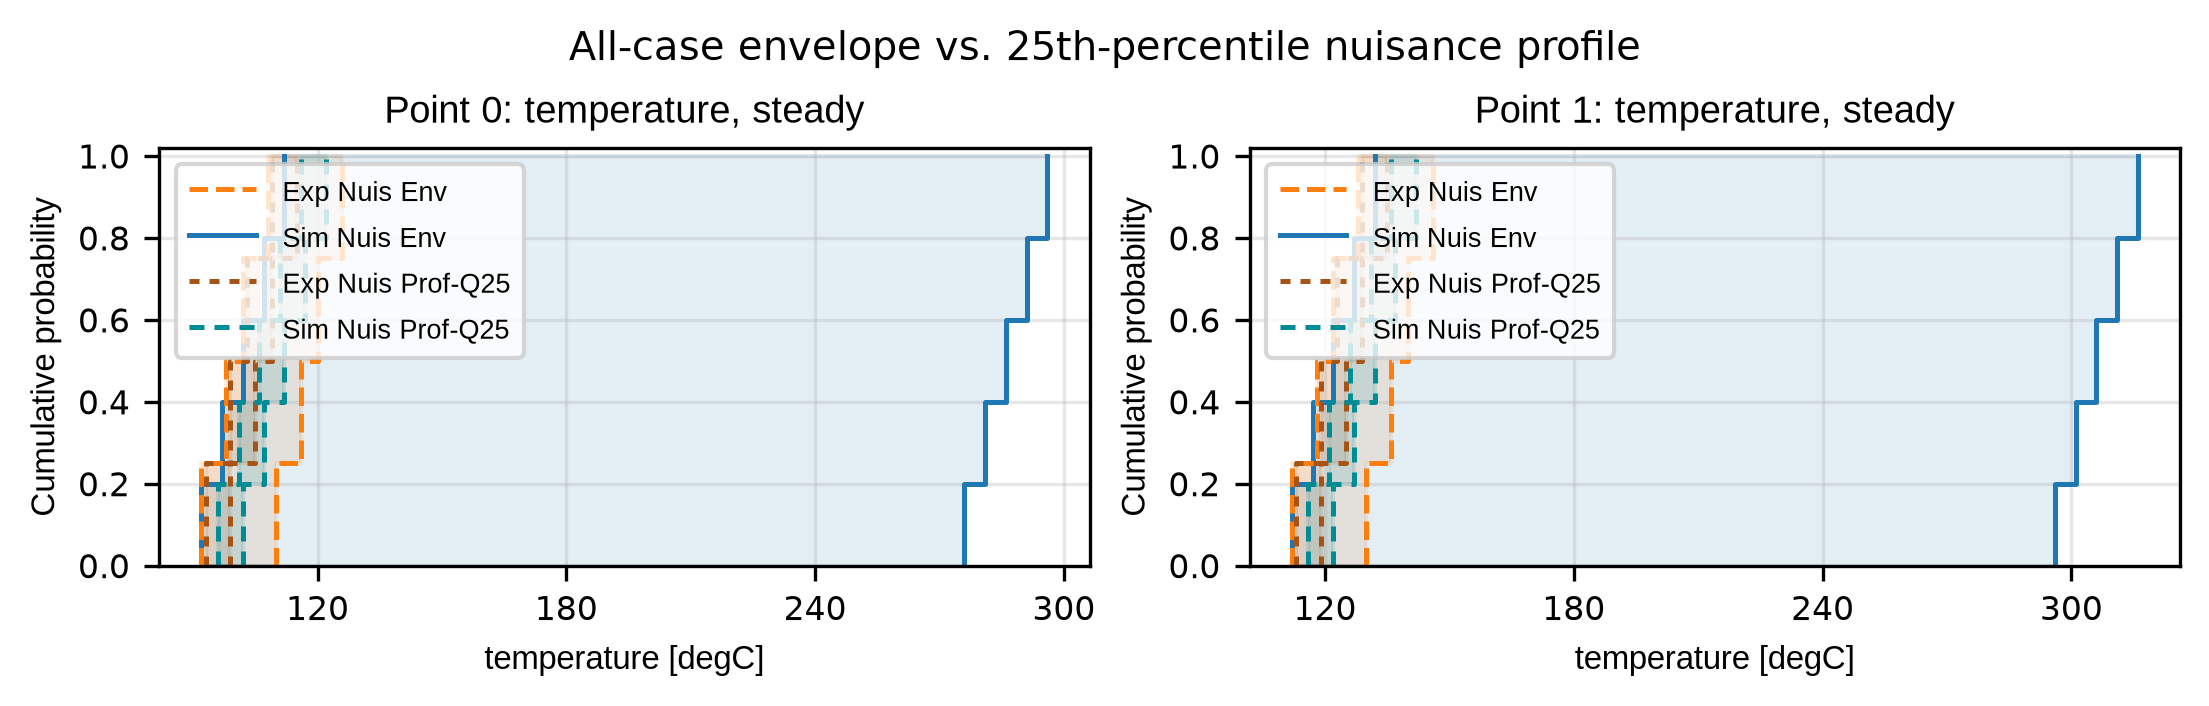 All-case envelope vs. 25th-percentile nuisance profile
Point 0: temperature, steady
Cumulative probability
1.0
0.8
0.6
0.4
0.2
0.0
Exp Nuis Env
Sim Nuis Env
Exp Nuis Prof-Q25
Sim Nuis Prof-Q25
120 180 240 300
temperature [degC]
Point 1: temperature, steady
Cumulative probability
1.0
0.8
0.6
0.4
0.2
0.0
Exp Nuis Env
Sim Nuis Env
Exp Nuis Prof-Q25
Sim Nuis Prof-Q25
120 180 240 300
temperature [degC]